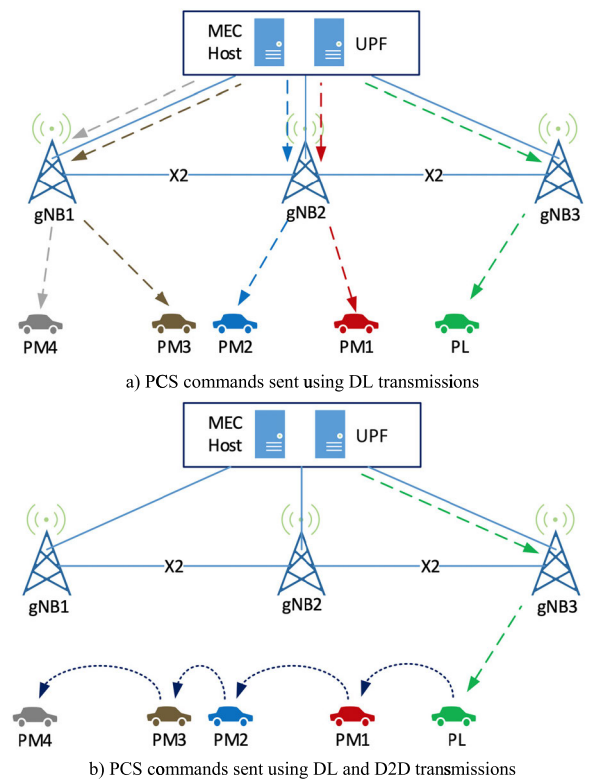 MEC
Host
UPF
X2
X2
gNB1
gNB2
gNB3
PM4
PM3
PM2
PM1
PL
a) PCS commands sent using DL transmissions
MEC
Host
UPF
X2
X2
gNB1
gNB2
gNB3
PM4
PM3
PM2
PM1
PL
b) PCS commands sent using DL and D2D transmissions